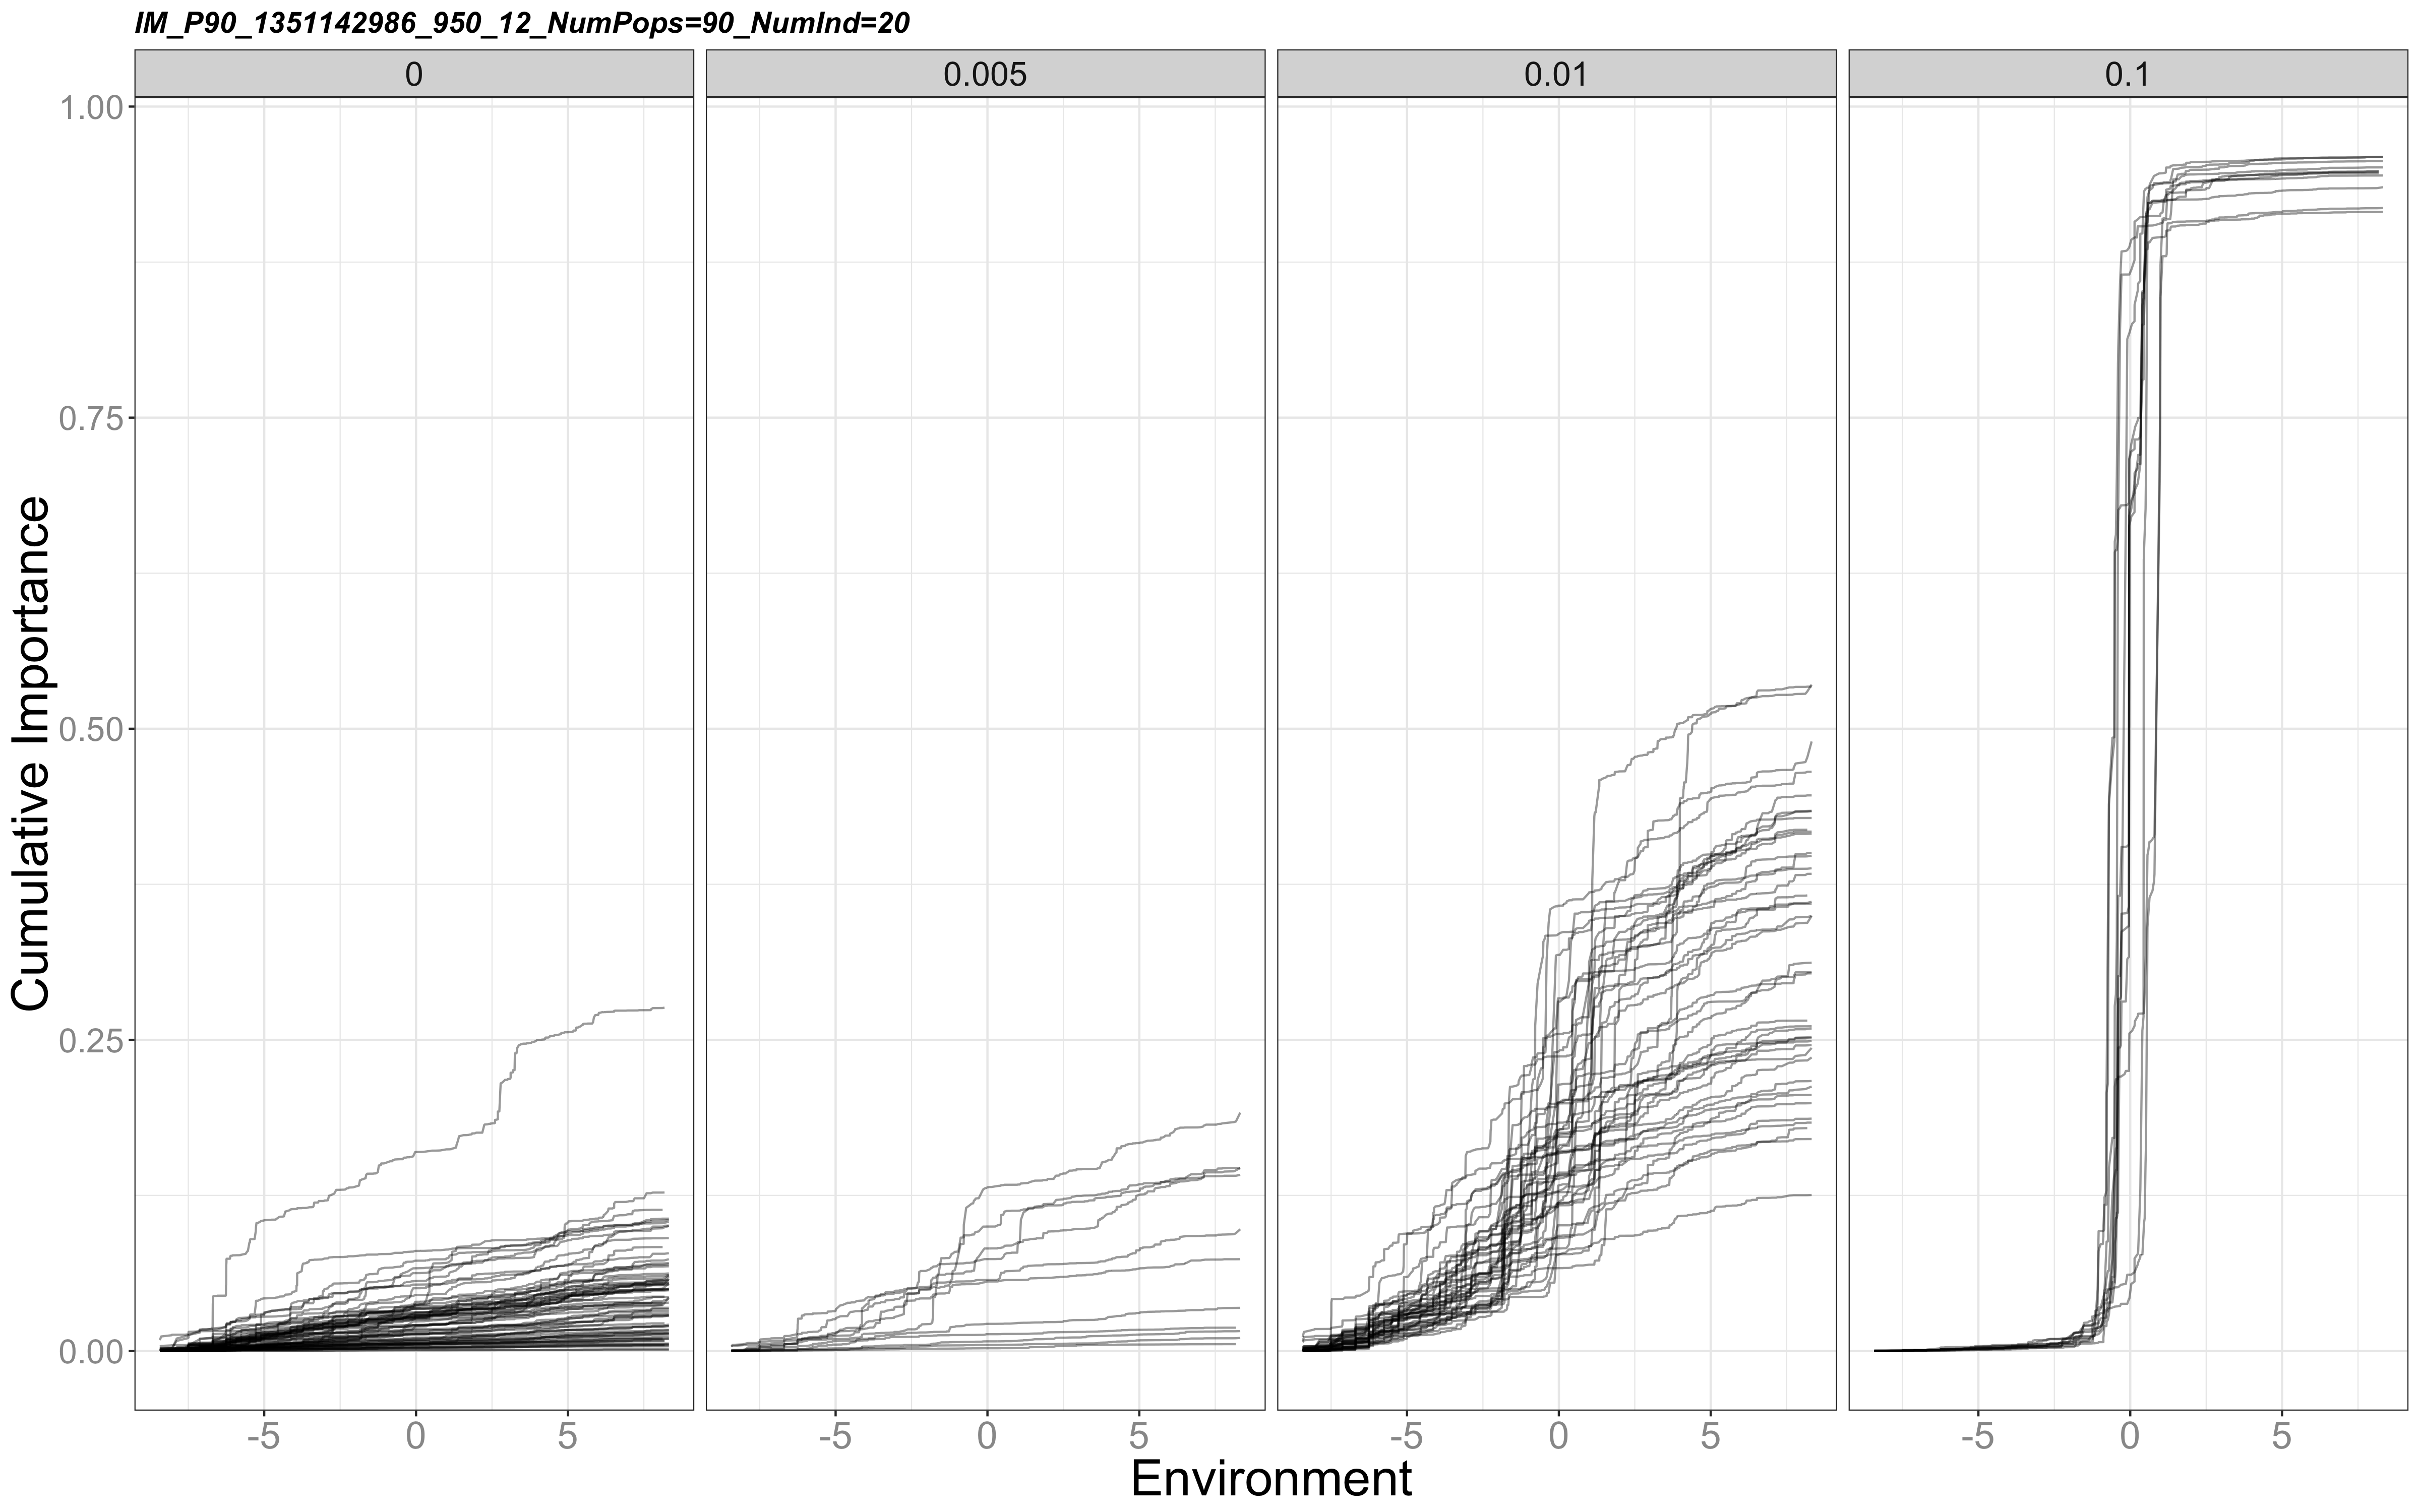 IM_P90_1351142986_950_12_NumPops=90_NumInd=20
0 0.005 0.01 0.1
1.00
0.75
0.50
0.25
0.00
Cumulative Importance
-5 0 5 -5 0 5 -5 0 5 -5 0 5
Environment